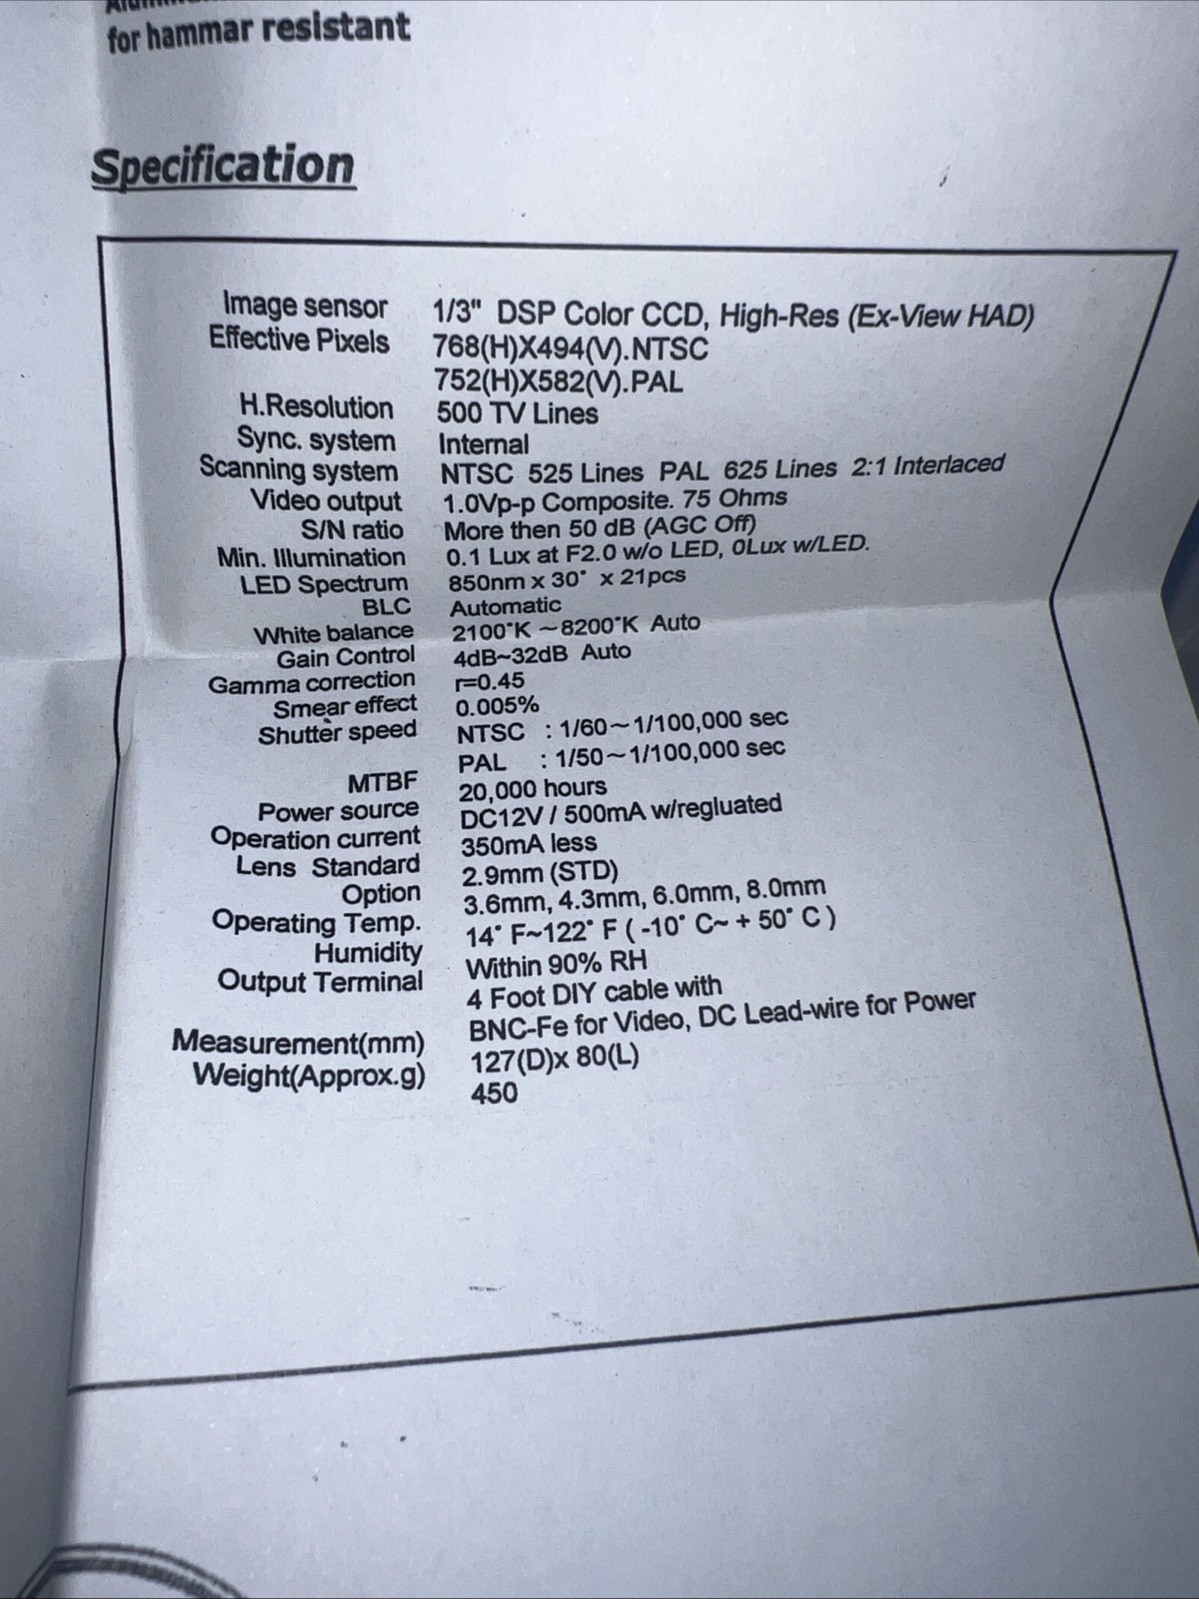 for hammar resistant
Specification
Image sensor 1/3" DSP Color CCD, High-Res (Ex-View HAD)
Effective Pixels 768(H)X494(V).NTSC
752(H)X582(V).PAL
H.Resolution 500 TV Lines
Sync. system Internal
Scanning system NTSC 525 Lines PAL 625 Lines 2:1 Interlaced
Video output 1.0Vp-p Composite. 75 Ohms
S/N ratio More then 50 dB (AGC Off)
Min. Illumination 0.1 Lux at F2.0 w/o LED, 0Lux w/LED.
LED Spectrum 850nm x 30° x 21pcs
BLC Automatic
White balance 2100°K ~8200°K Auto
Gain Control 4dB~32dB Auto
Gamma correction r=0.45
Smear effect 0.005%
Shutter speed NTSC : 1/60~1/100,000 sec
PAL : 1/50~1/100,000 sec
MTBF 20,000 hours
Power source DC12V / 500mA w/regluated
Operation current 350mA less
Lens Standard 2.9mm (STD)
Option 3.6mm, 4.3mm, 6.0mm, 8.0mm
Operating Temp. 14° F~122° F ( -10° C~ + 50° C )
Humidity Within 90% RH
Output Terminal 4 Foot DIY cable with
BNC-Fe for Video, DC Lead-wire for Power
Measurement(mm) 127(D)x 80(L)
Weight(Approx.g) 450